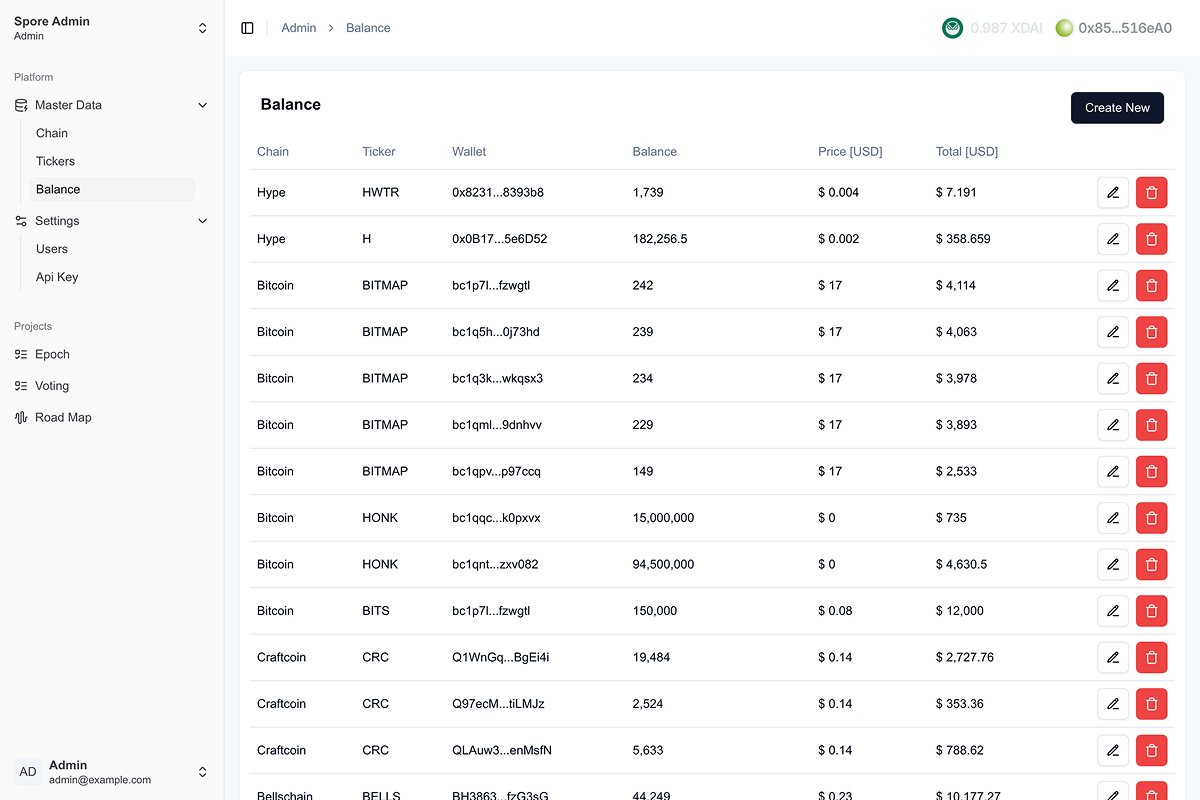 Spore Admin
Admin
Platform
Master Data
Chain
Tickers
Balance
Settings
Users
Api Key
Projects
Epoch
Voting
Road Map
AD
Admin
admin@example.com
Admin > Balance
0.987 XDAI 0x85...516eA0
Balance
Create New
Chain Ticker Wallet Balance Price [USD] Total [USD]
Hype HWTR 0x8231...8393b8 1,739 $ 0.004 $ 7.191
Hype H 0x0B17...5e6D52 182,256.5 $ 0.002 $ 358.659
Bitcoin BITMAP bc1p7l...fzwgtl 242 $ 17 $ 4,114
Bitcoin BITMAP bc1q5h...0j73hd 239 $ 17 $ 4,063
Bitcoin BITMAP bc1q3k...wkqsx3 234 $ 17 $ 3,978
Bitcoin BITMAP bc1qml...9dnhvv 229 $ 17 $ 3,893
Bitcoin BITMAP bc1qpv...p97ccq 149 $ 17 $ 2,533
Bitcoin HONK bc1qqc...k0pxvx 15,000,000 $ 0 $ 735
Bitcoin HONK bc1qnt...zxv082 94,500,000 $ 0 $ 4,630.5
Bitcoin BITS bc1p7l...fzwgtl 150,000 $ 0.08 $ 12,000
Craftcoin CRC Q1WnGq...BgEi4i 19,484 $ 0.14 $ 2,727.76
Craftcoin CRC Q97ecM...tiLMJz 2,524 $ 0.14 $ 353.36
Craftcoin CRC QLAuw3...enMsfN 5,633 $ 0.14 $ 788.62
Bellschain BELLS BH3863...fzG3sG 44,249 $ 0.23 $ 10,177.27